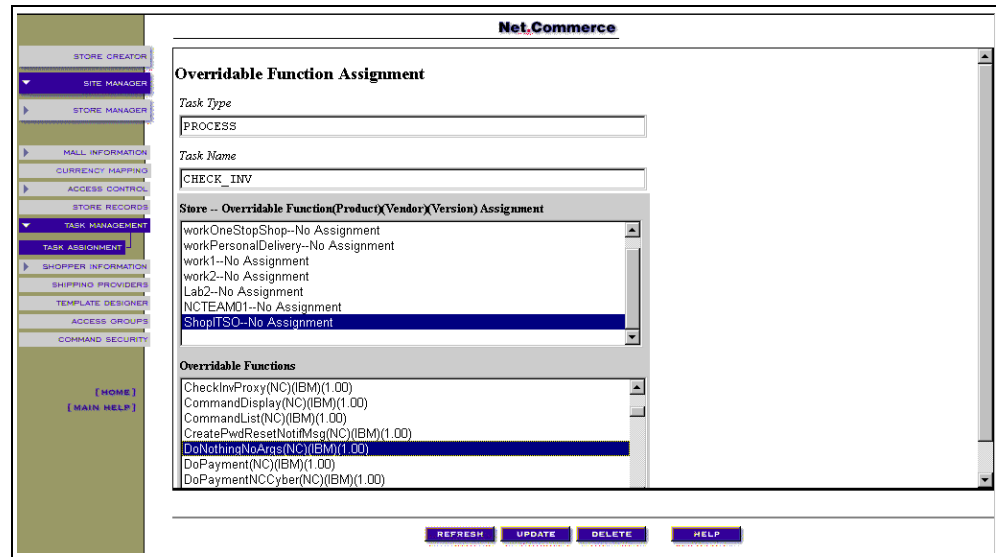 Net.Commerce
STORE CREATOR
SITE MANAGER
STORE MANAGER
MALL INFORMATION
CURRENCY MAPPING
ACCESS CONTROL
STORE RECORDS
TASK MANAGEMENT
TASK ASSIGNMENT
SHOPPER INFORMATION
SHIPPING PROVIDERS
TEMPLATE DESIGNER
ACCESS GROUPS
COMMAND SECURITY
[HOME]
[MAIN HELP]
Overridable Function Assignment
Task Type
PROCESS
Task Name
CHECK_INV
Store -- Overridable Function(Product)(Vendor)(Version) Assignment
workOneStopShop--No Assignment
workPersonalDelivery--No Assignment
work1--No Assignment
work2--No Assignment
Lab2--No Assignment
NCTEAM01--No Assignment
ShopITSO--No Assignment
Overridable Functions
CheckInvProxy(NC)(IBM)(1.00)
CommandDisplay(NC)(IBM)(1.00)
CommandList(NC)(IBM)(1.00)
CreatePwdResetNotifMsg(NC)(IBM)(1.00)
DoNothingNoArgs(NC)(IBM)(1.00)
DoPayment(NC)(IBM)(1.00)
DoPaymentNCCyber(NC)(IBM)(1.00)
REFRESH UPDATE DELETE HELP